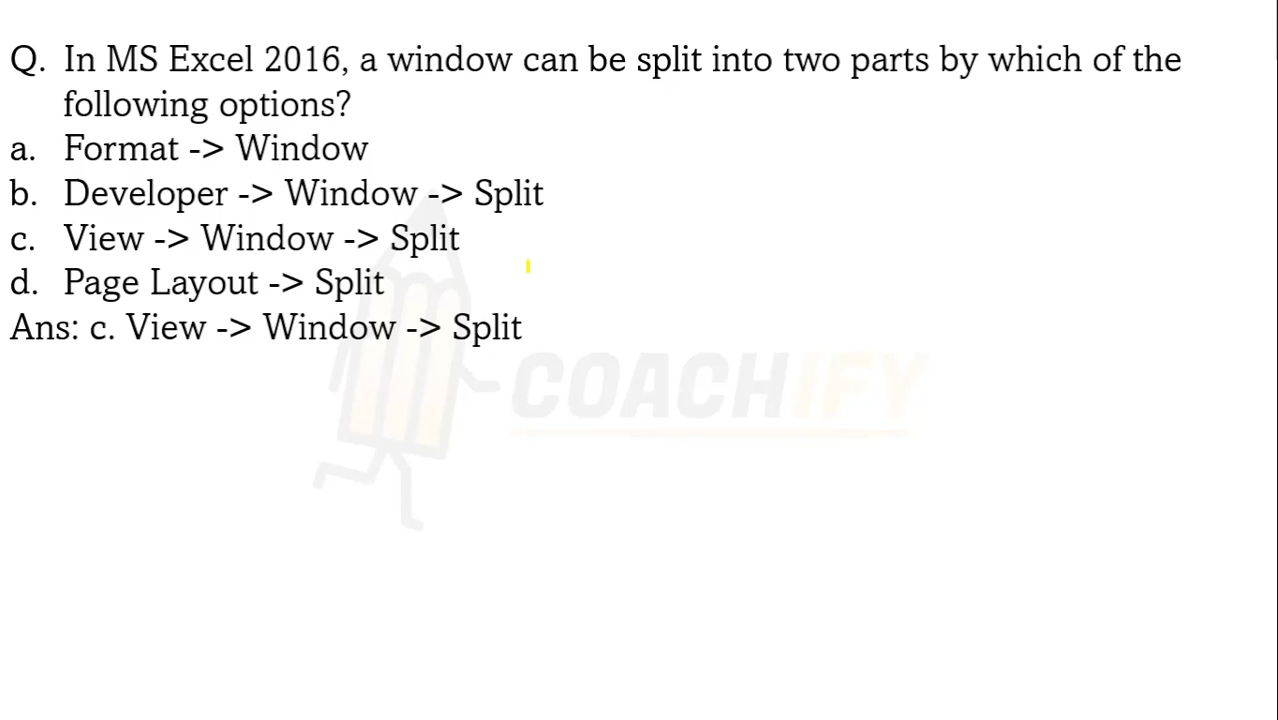 Q. In MS Excel 2016, a window can be split into two parts by which of the
following options?
a. Format -> Window
b. Developer -> Window -> Split
c. View -> Window -> Split
d. Page Layout -> Split
Ans: c. View -> Window -> Split
COACHIFY